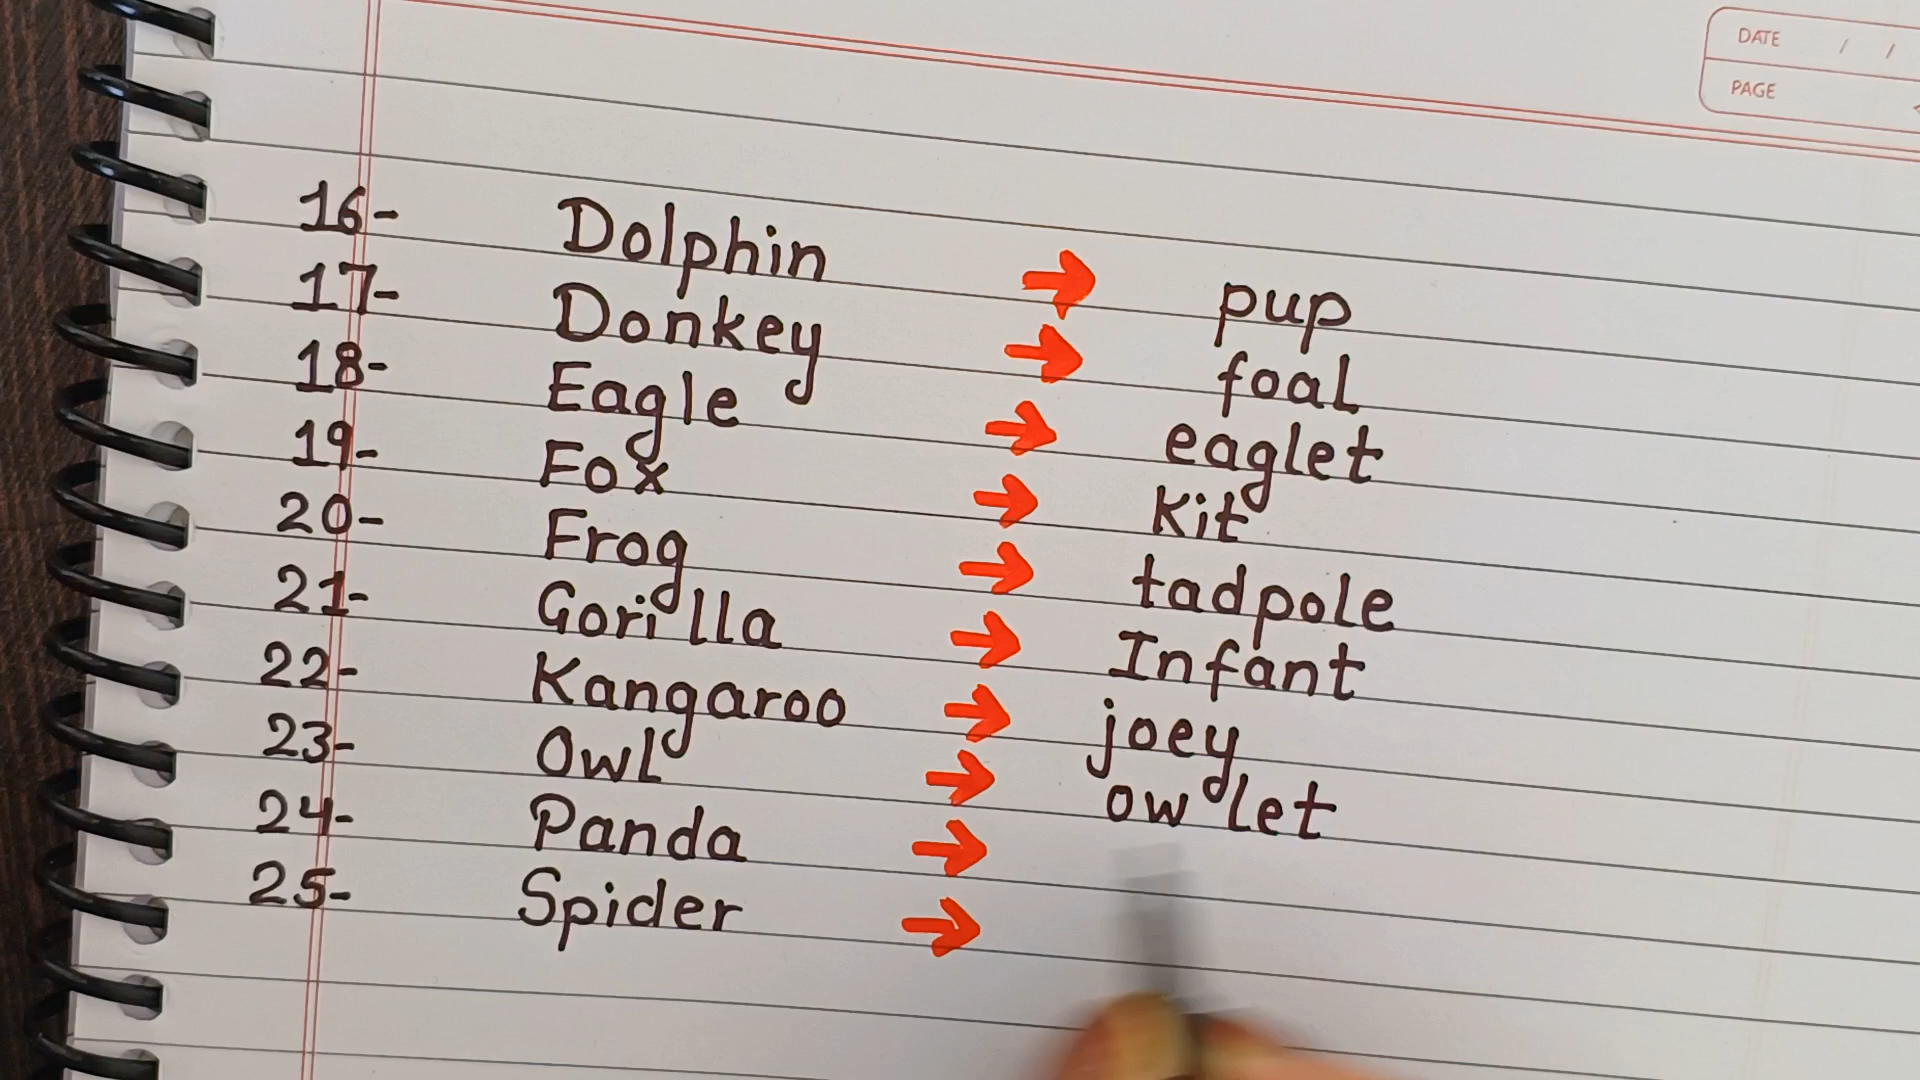 DATE / /
PAGE
16- Dolphin → pup
17- Donkey → foal
18- Eagle → eaglet
19- Fox → Kit
20- Frog → tadpole
21- Gorilla → Infant
22- Kangaroo → joey
23- Owl → owlet
24- Panda →
25- Spider →